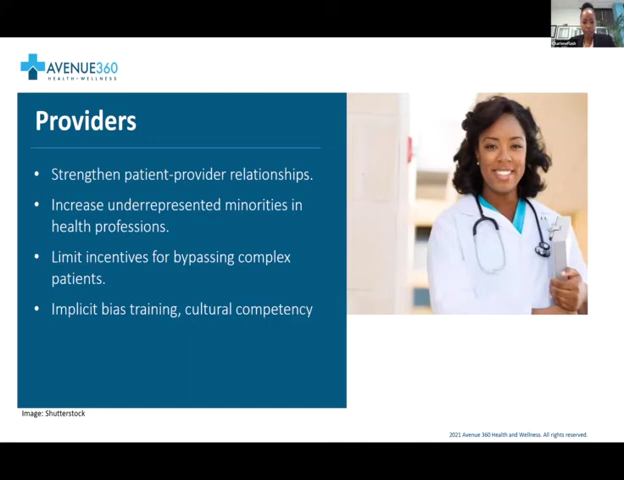 AVENUE360
HEALTH + WELLNESS
Providers
• Strengthen patient-provider relationships.
• Increase underrepresented minorities in
health professions.
• Limit incentives for bypassing complex
patients.
• Implicit bias training, cultural competency
Image: Shutterstock
2021 Avenue 360 Health and Wellness. All rights reserved.